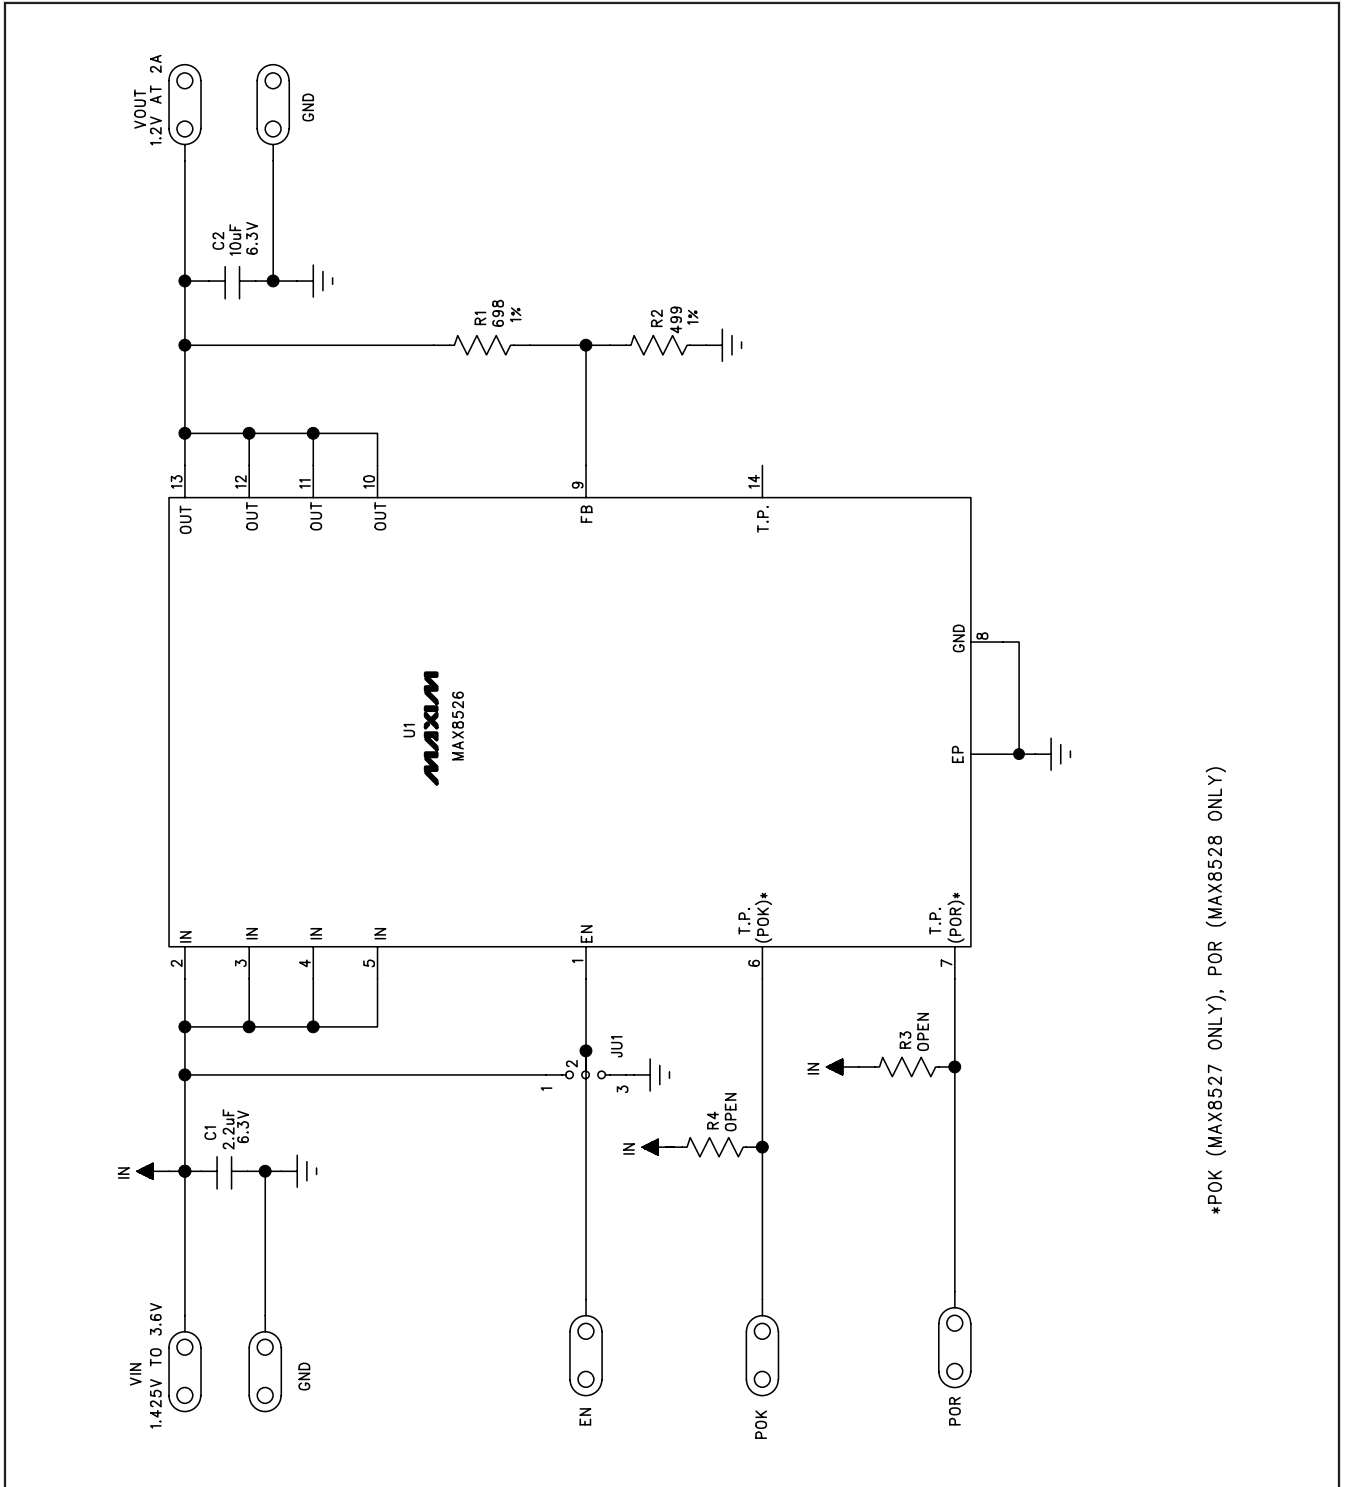 VIN
1.425V TO 3.6V
GND
IN
C1
2.2uF
6.3V
1
2
3
JU1
EN
POK
POR
IN
R4
OPEN
IN
R3
OPEN
2
3
4
5
1
6
7
IN
IN
IN
IN
EN
T.P.
(POK)*
T.P.
(POR)*
U1
MAXIM
MAX8526
EP
GND
8
OUT
OUT
OUT
OUT
FB
T.P.
13
12
11
10
9
14
R1
698
1%
R2
499
1%
C2
10uF
6.3V
VOUT
1.2V AT 2A
GND
*POK (MAX8527 ONLY), POR (MAX8528 ONLY)